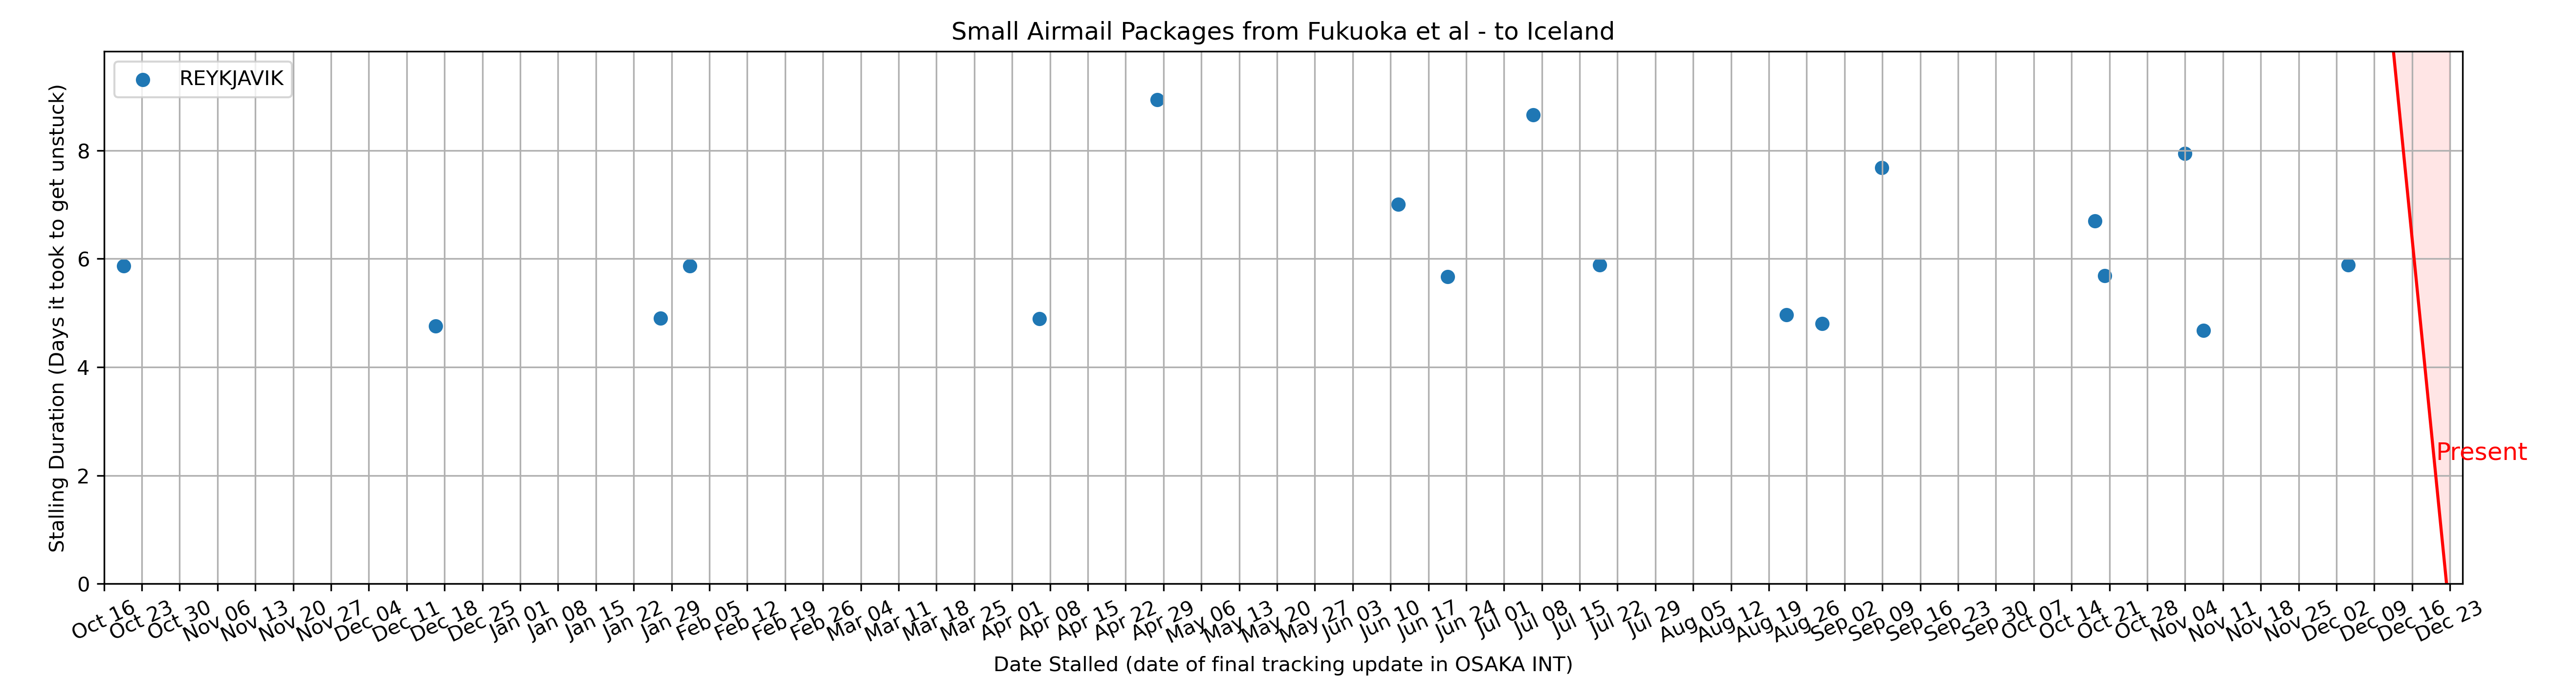 Small Airmail Packages from Fukuoka et al - to Iceland
REYKJAVIK
Stalling Duration (Days it took to get unstuck)
8
6
4
2
0
Present
Oct 16
Oct 23
Oct 30
Nov 06
Nov 13
Nov 20
Nov 27
Dec 04
Dec 11
Dec 18
Dec 25
Jan 01
Jan 08
Jan 15
Jan 22
Jan 29
Feb 05
Feb 12
Feb 19
Feb 26
Mar 04
Mar 11
Mar 18
Mar 25
Apr 01
Apr 08
Apr 15
Apr 22
Apr 29
May 06
May 13
May 20
May 27
Jun 03
Jun 10
Jun 17
Jun 24
Jul 01
Jul 08
Jul 15
Jul 22
Jul 29
Aug 05
Aug 12
Aug 19
Aug 26
Sep 02
Sep 09
Sep 16
Sep 23
Sep 30
Oct 07
Oct 14
Oct 21
Oct 28
Nov 04
Nov 11
Nov 18
Nov 25
Dec 02
Dec 09
Dec 16
Dec 23
Date Stalled (date of final tracking update in OSAKA INT)